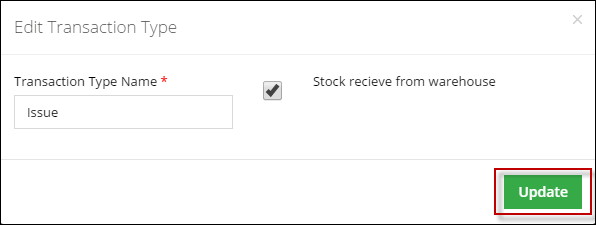 Edit Transaction Type
×
Transaction Type Name *
Stock recieve from warehouse
Issue
Update